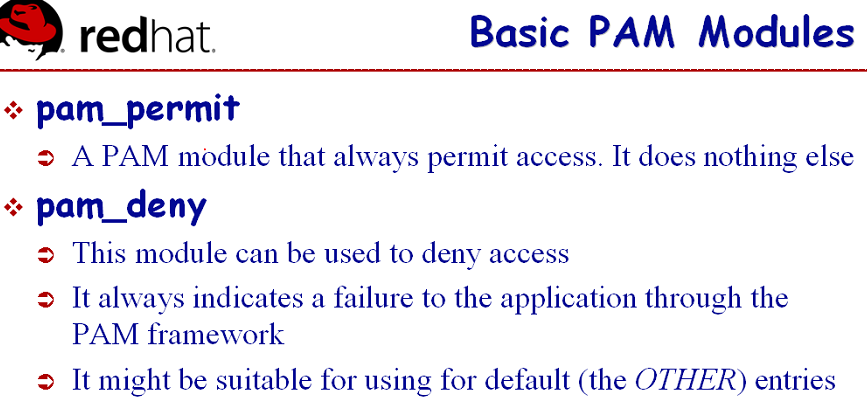 redhat.
Basic PAM Modules
pam_permit
A PAM module that always permit access. It does nothing else
pam_deny
This module can be used to deny access
It always indicates a failure to the application through the
PAM framework
It might be suitable for using for default (the OTHER) entries